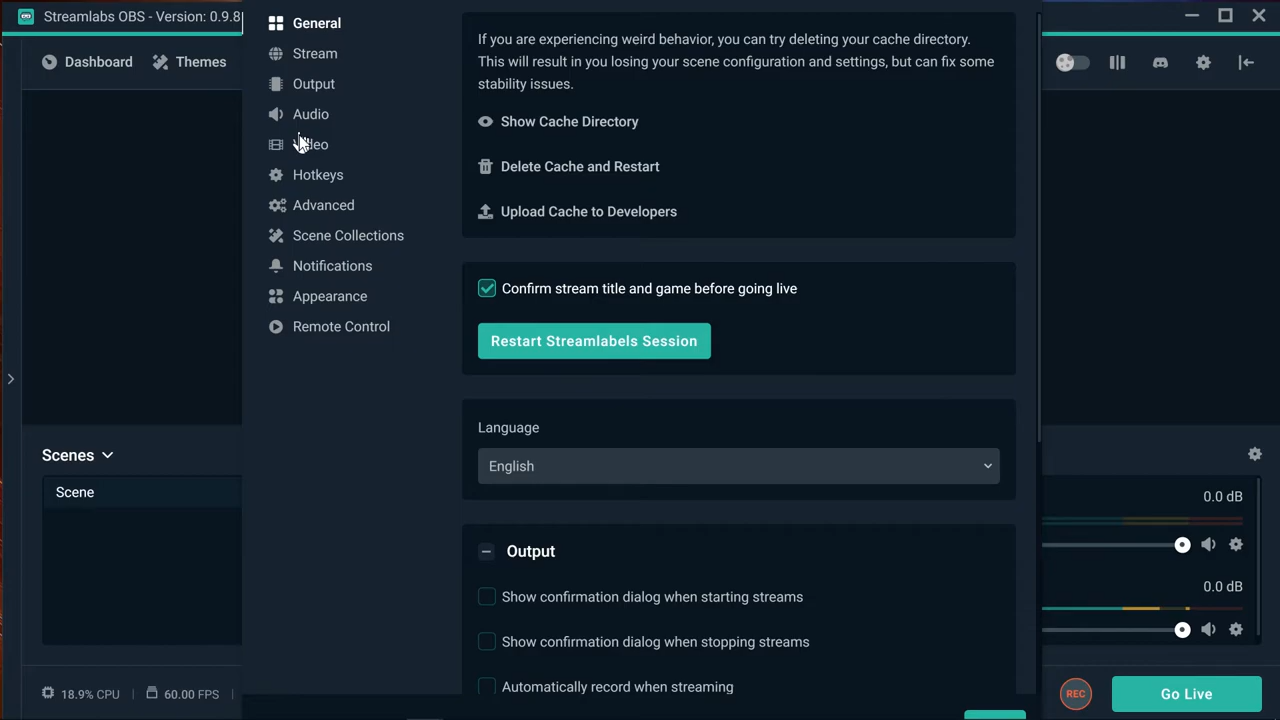 Streamlabs OBS - Version: 0.9.8
Dashboard
Themes
General
Stream
Output
Audio
Hotkeys
Advanced
Scene Collections
Notifications
Appearance
Remote Control
If you are experiencing weird behavior, you can try deleting your cache directory.
This will result in you losing your scene configuration and settings, but can fix some
stability issues.
Show Cache Directory
Delete Cache and Restart
Upload Cache to Developers
Confirm stream title and game before going live
Restart Streamlabels Session
Language
English
Output
Show confirmation dialog when starting streams
Show confirmation dialog when stopping streams
Automatically record when streaming
Scenes
Scene
0.0 dB
0.0 dB
18.9% CPU
60.00 FPS
REC
Go Live